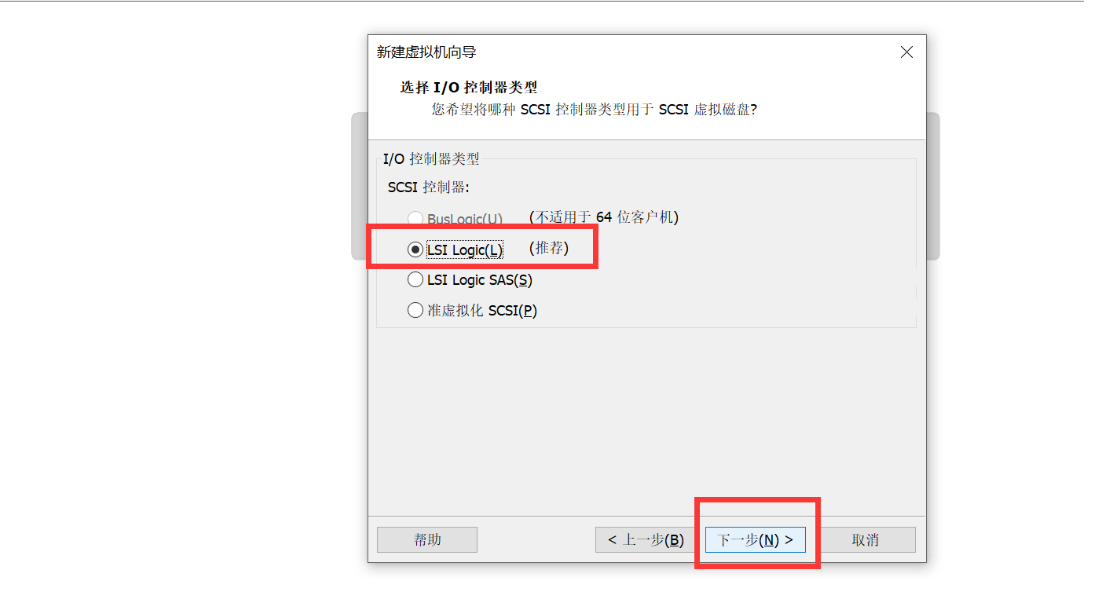 新建虚拟机向导
选择 I/O 控制器类型
您希望将哪种 SCSI 控制器类型用于 SCSI 虚拟磁盘?
I/O 控制器类型
SCSI 控制器:
BusLogic(U) (不适用于 64 位客户机)
LSI Logic(L) (推荐)
LSI Logic SAS(S)
准虚拟化 SCSI(P)
帮助 < 上一步(B) 下一步(N) > 取消